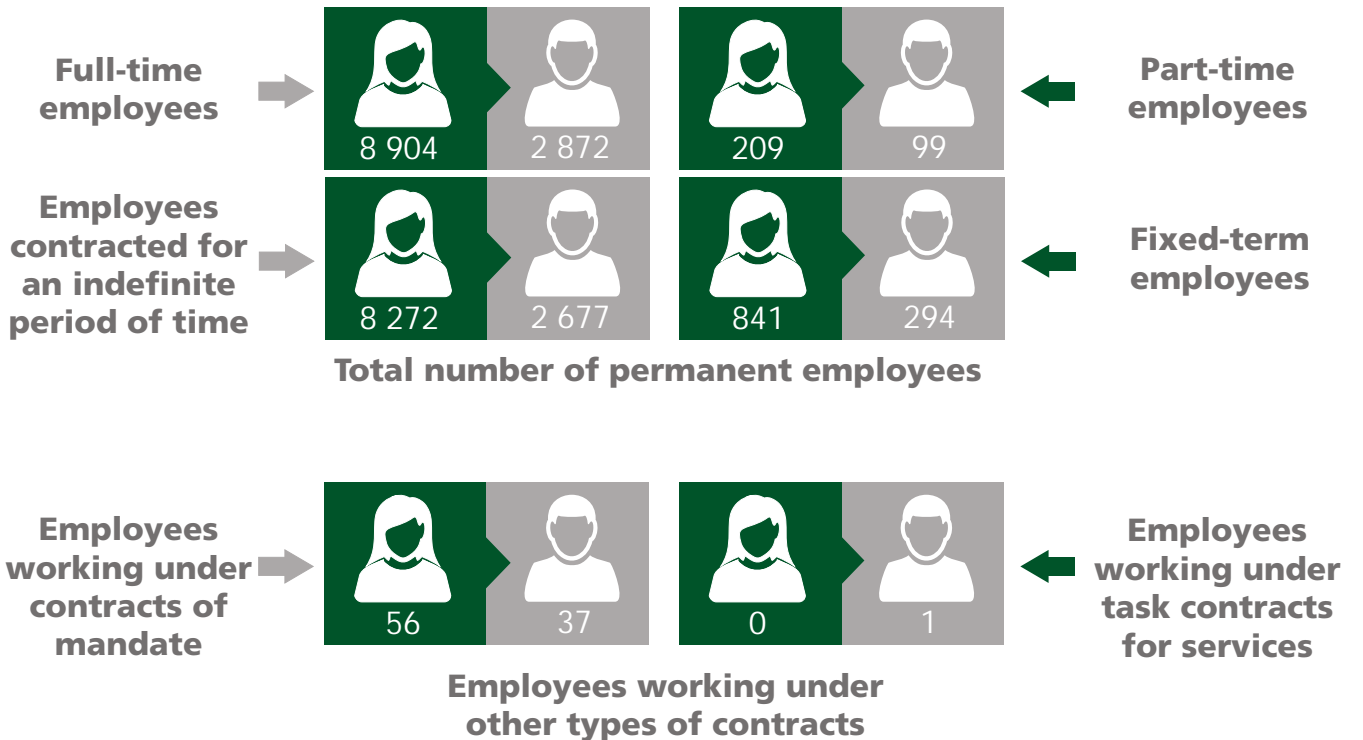 Full-time
employees
8 904
2 872
209
99
Part-time
employees
Employees
contracted for
an indefinite
period of time
8 272
2 677
841
294
Fixed-term
employees
Total number of permanent employees
Employees
working under
contracts of
mandate
56
37
0
1
Employees
working under
task contracts
for services
Employees working under
other types of contracts